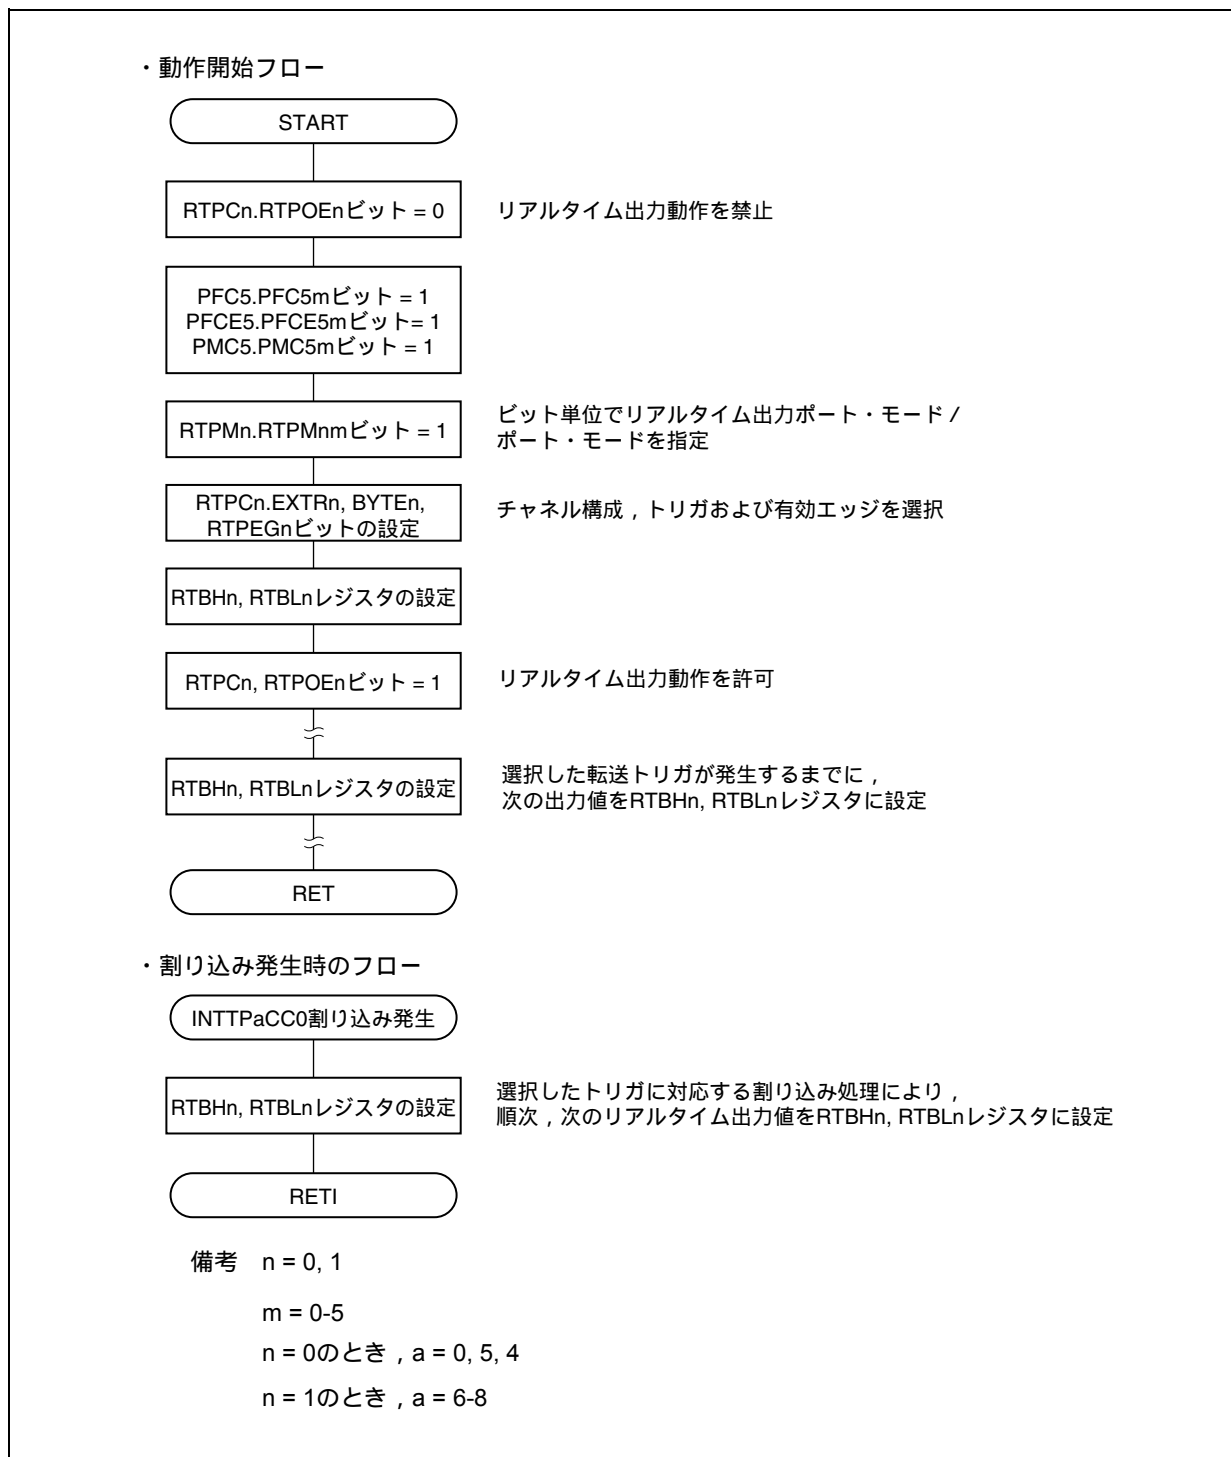 ・動作開始フロー
START
RTPCn.RTPOEnビット = 0
リアルタイム出力動作を禁止
PFC5.PFC5mビット = 1
PFCE5.PFCE5mビット= 1
PMC5.PMC5mビット = 1
RTPMn.RTPMnmビット = 1
ビット単位でリアルタイム出力ポート・モード /
ポート・モードを指定
RTPCn.EXTRn, BYTEn,
RTPEGnビットの設定
チャネル構成，トリガおよび有効エッジを選択
RTBHn, RTBLnレジスタの設定
RTPCn, RTPOEnビット = 1
リアルタイム出力動作を許可
RTBHn, RTBLnレジスタの設定
選択した転送トリガが発生するまでに，
次の出力値をRTBHn, RTBLnレジスタに設定
RET
・割り込み発生時のフロー
INTTPaCC0割り込み発生
RTBHn, RTBLnレジスタの設定
選択したトリガに対応する割り込み処理により，
順次，次のリアルタイム出力値をRTBHn, RTBLnレジスタに設定
RETI
備考 n = 0, 1
m = 0-5
n = 0のとき，a = 0, 5, 4
n = 1のとき，a = 6-8